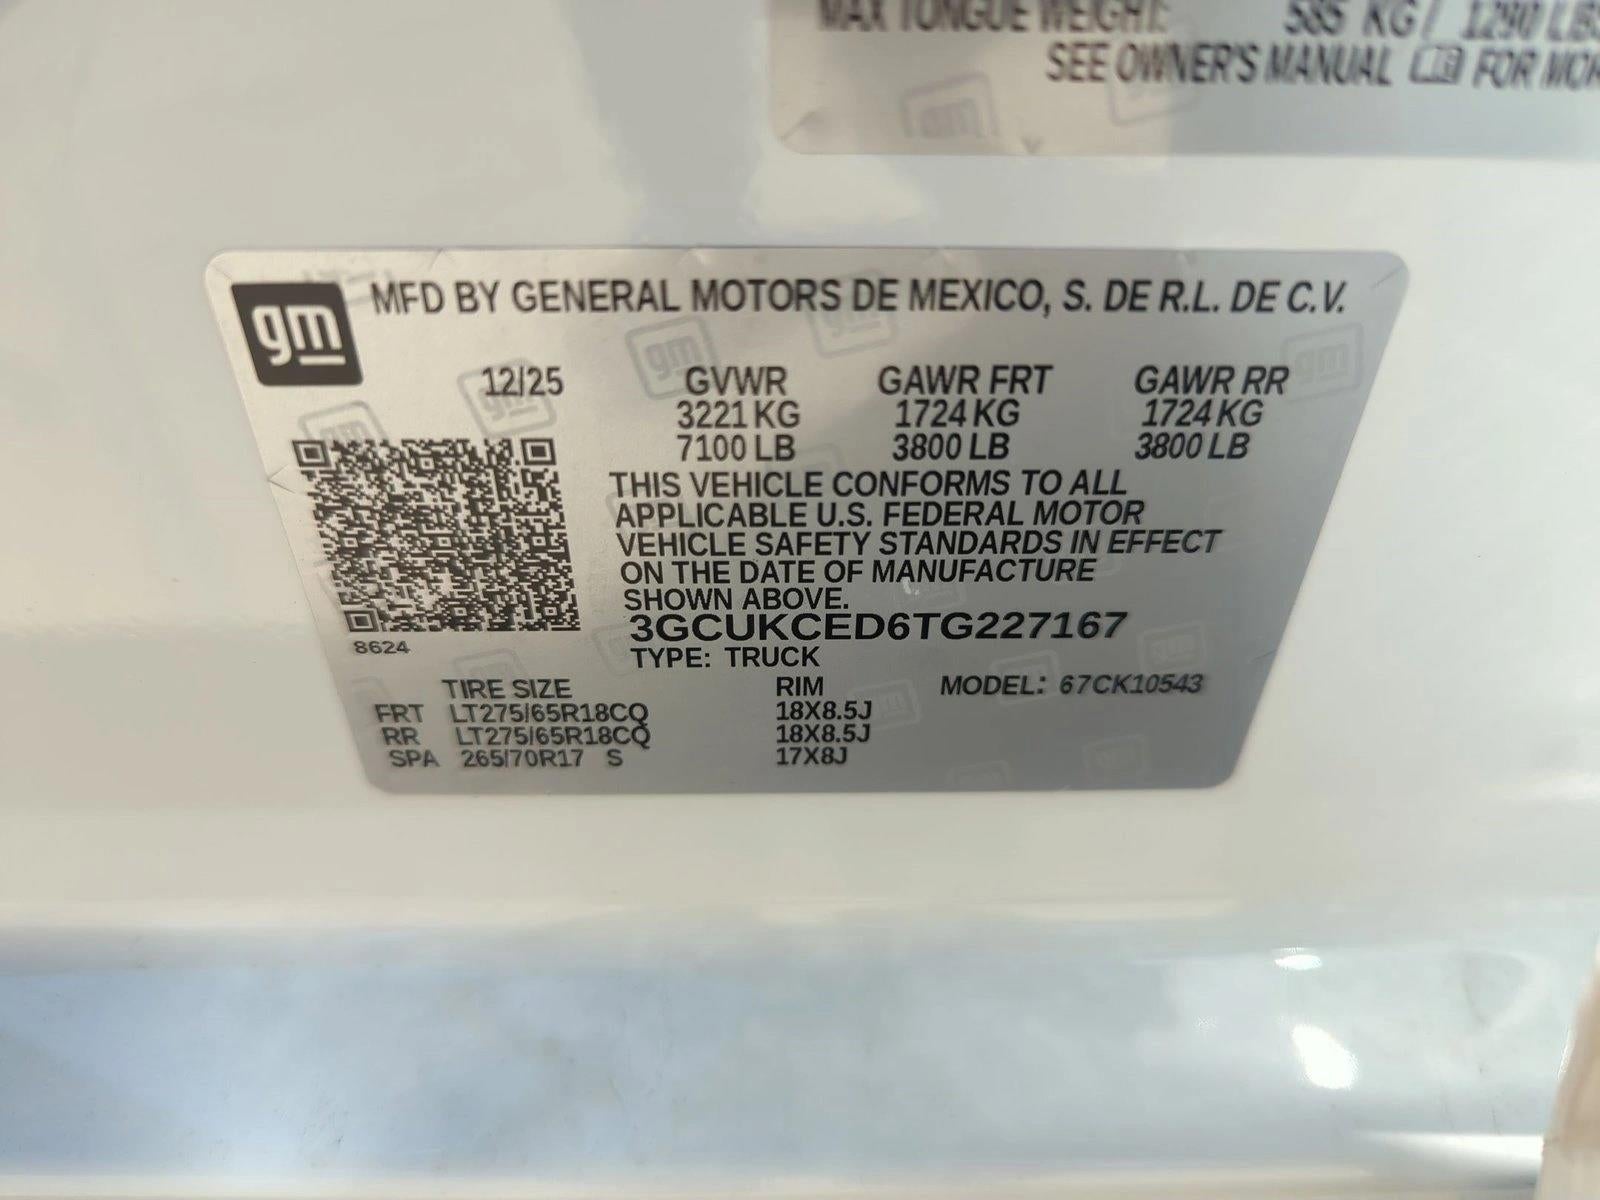 MAX TONGUE WEIGHT: 585 KG / 1290 LBS
SEE OWNER'S MANUAL FOR MOR
gm MFD BY GENERAL MOTORS DE MEXICO, S. DE R.L. DE C.V.
12/25 GVWR GAWR FRT GAWR RR
3221 KG 1724 KG 1724 KG
7100 LB 3800 LB 3800 LB
THIS VEHICLE CONFORMS TO ALL
APPLICABLE U.S. FEDERAL MOTOR
VEHICLE SAFETY STANDARDS IN EFFECT
ON THE DATE OF MANUFACTURE
SHOWN ABOVE.
3GCUKCED6TG227167
8624
TYPE: TRUCK
TIRE SIZE RIM MODEL: 67CK10543
FRT LT275/65R18CQ 18X8.5J
RR LT275/65R18CQ 18X8.5J
SPA 265/70R17 S 17X8J